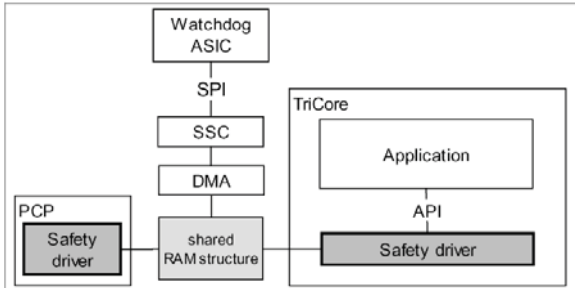 Watchdog
ASIC
SPI
SSC
DMA
TriCore
Application
API
Safety driver
PCP
Safety
driver
shared
RAM structure